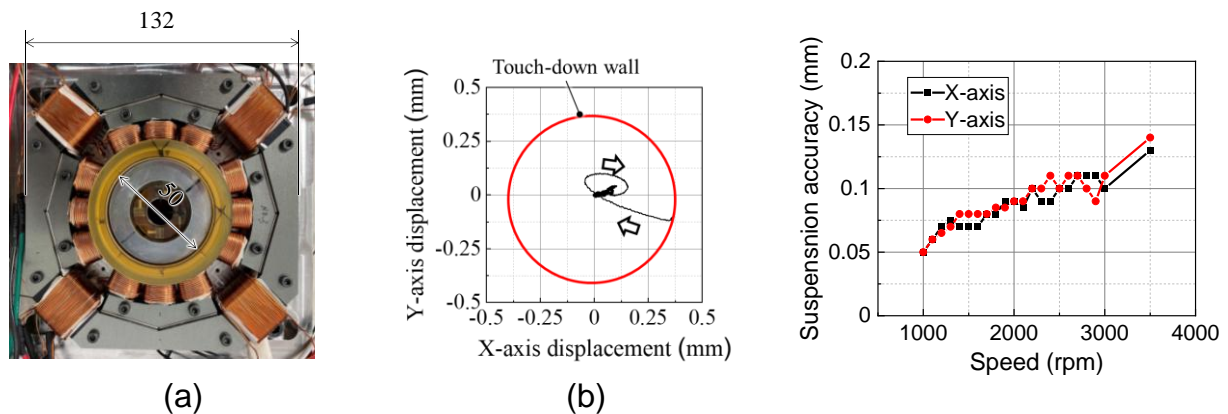 132
50
(a)
Touch-down wall
Y-axis displacement (mm)
0.5
0.25
0
-0.25
-0.5
-0.5 -0.25 0 0.25 0.5
X-axis displacement (mm)
(b)
Suspension accuracy (mm)
0.2
0.15
0.1
0.05
0
X-axis
Y-axis
1000 2000 3000 4000
Speed (rpm)